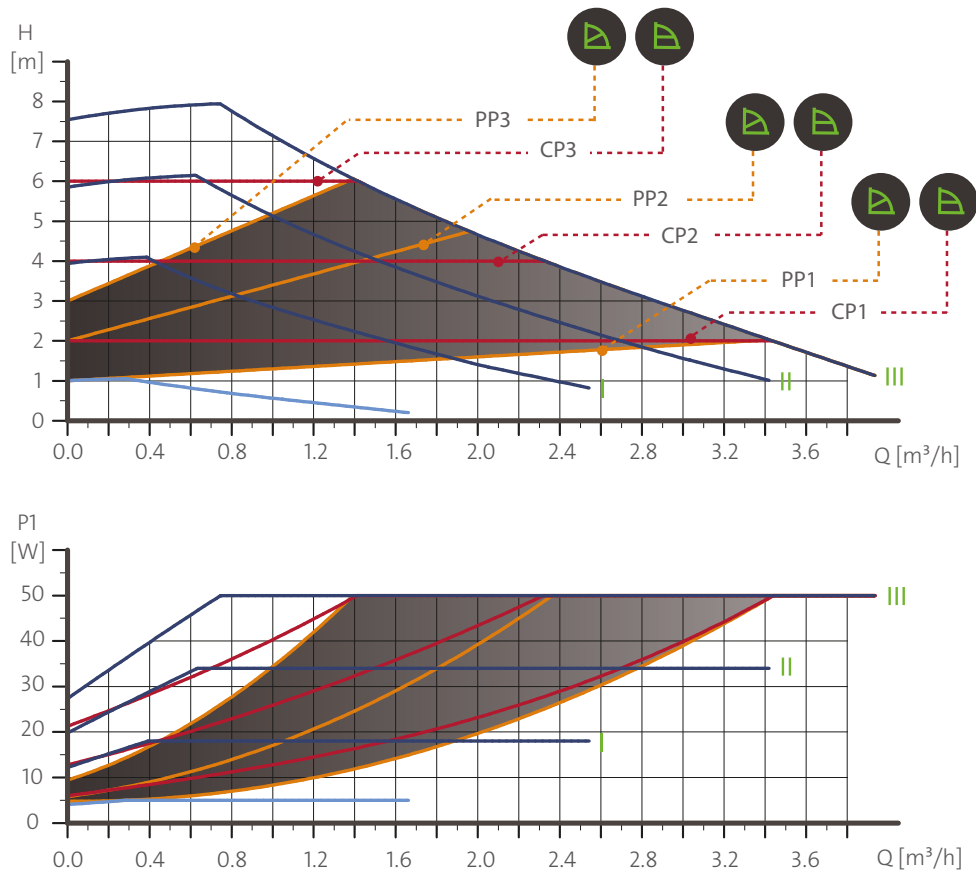 H
[m]
8
7
6
5
4
3
2
1
0
PP3
CP3
PP2
CP2
PP1
CP1
I
II
III
0.0 0.4 0.8 1.2 1.6 2.0 2.4 2.8 3.2 3.6 Q [m³/h]
P1
[W]
50
40
30
20
10
0
III
II
I
0.0 0.4 0.8 1.2 1.6 2.0 2.4 2.8 3.2 3.6 Q [m³/h]